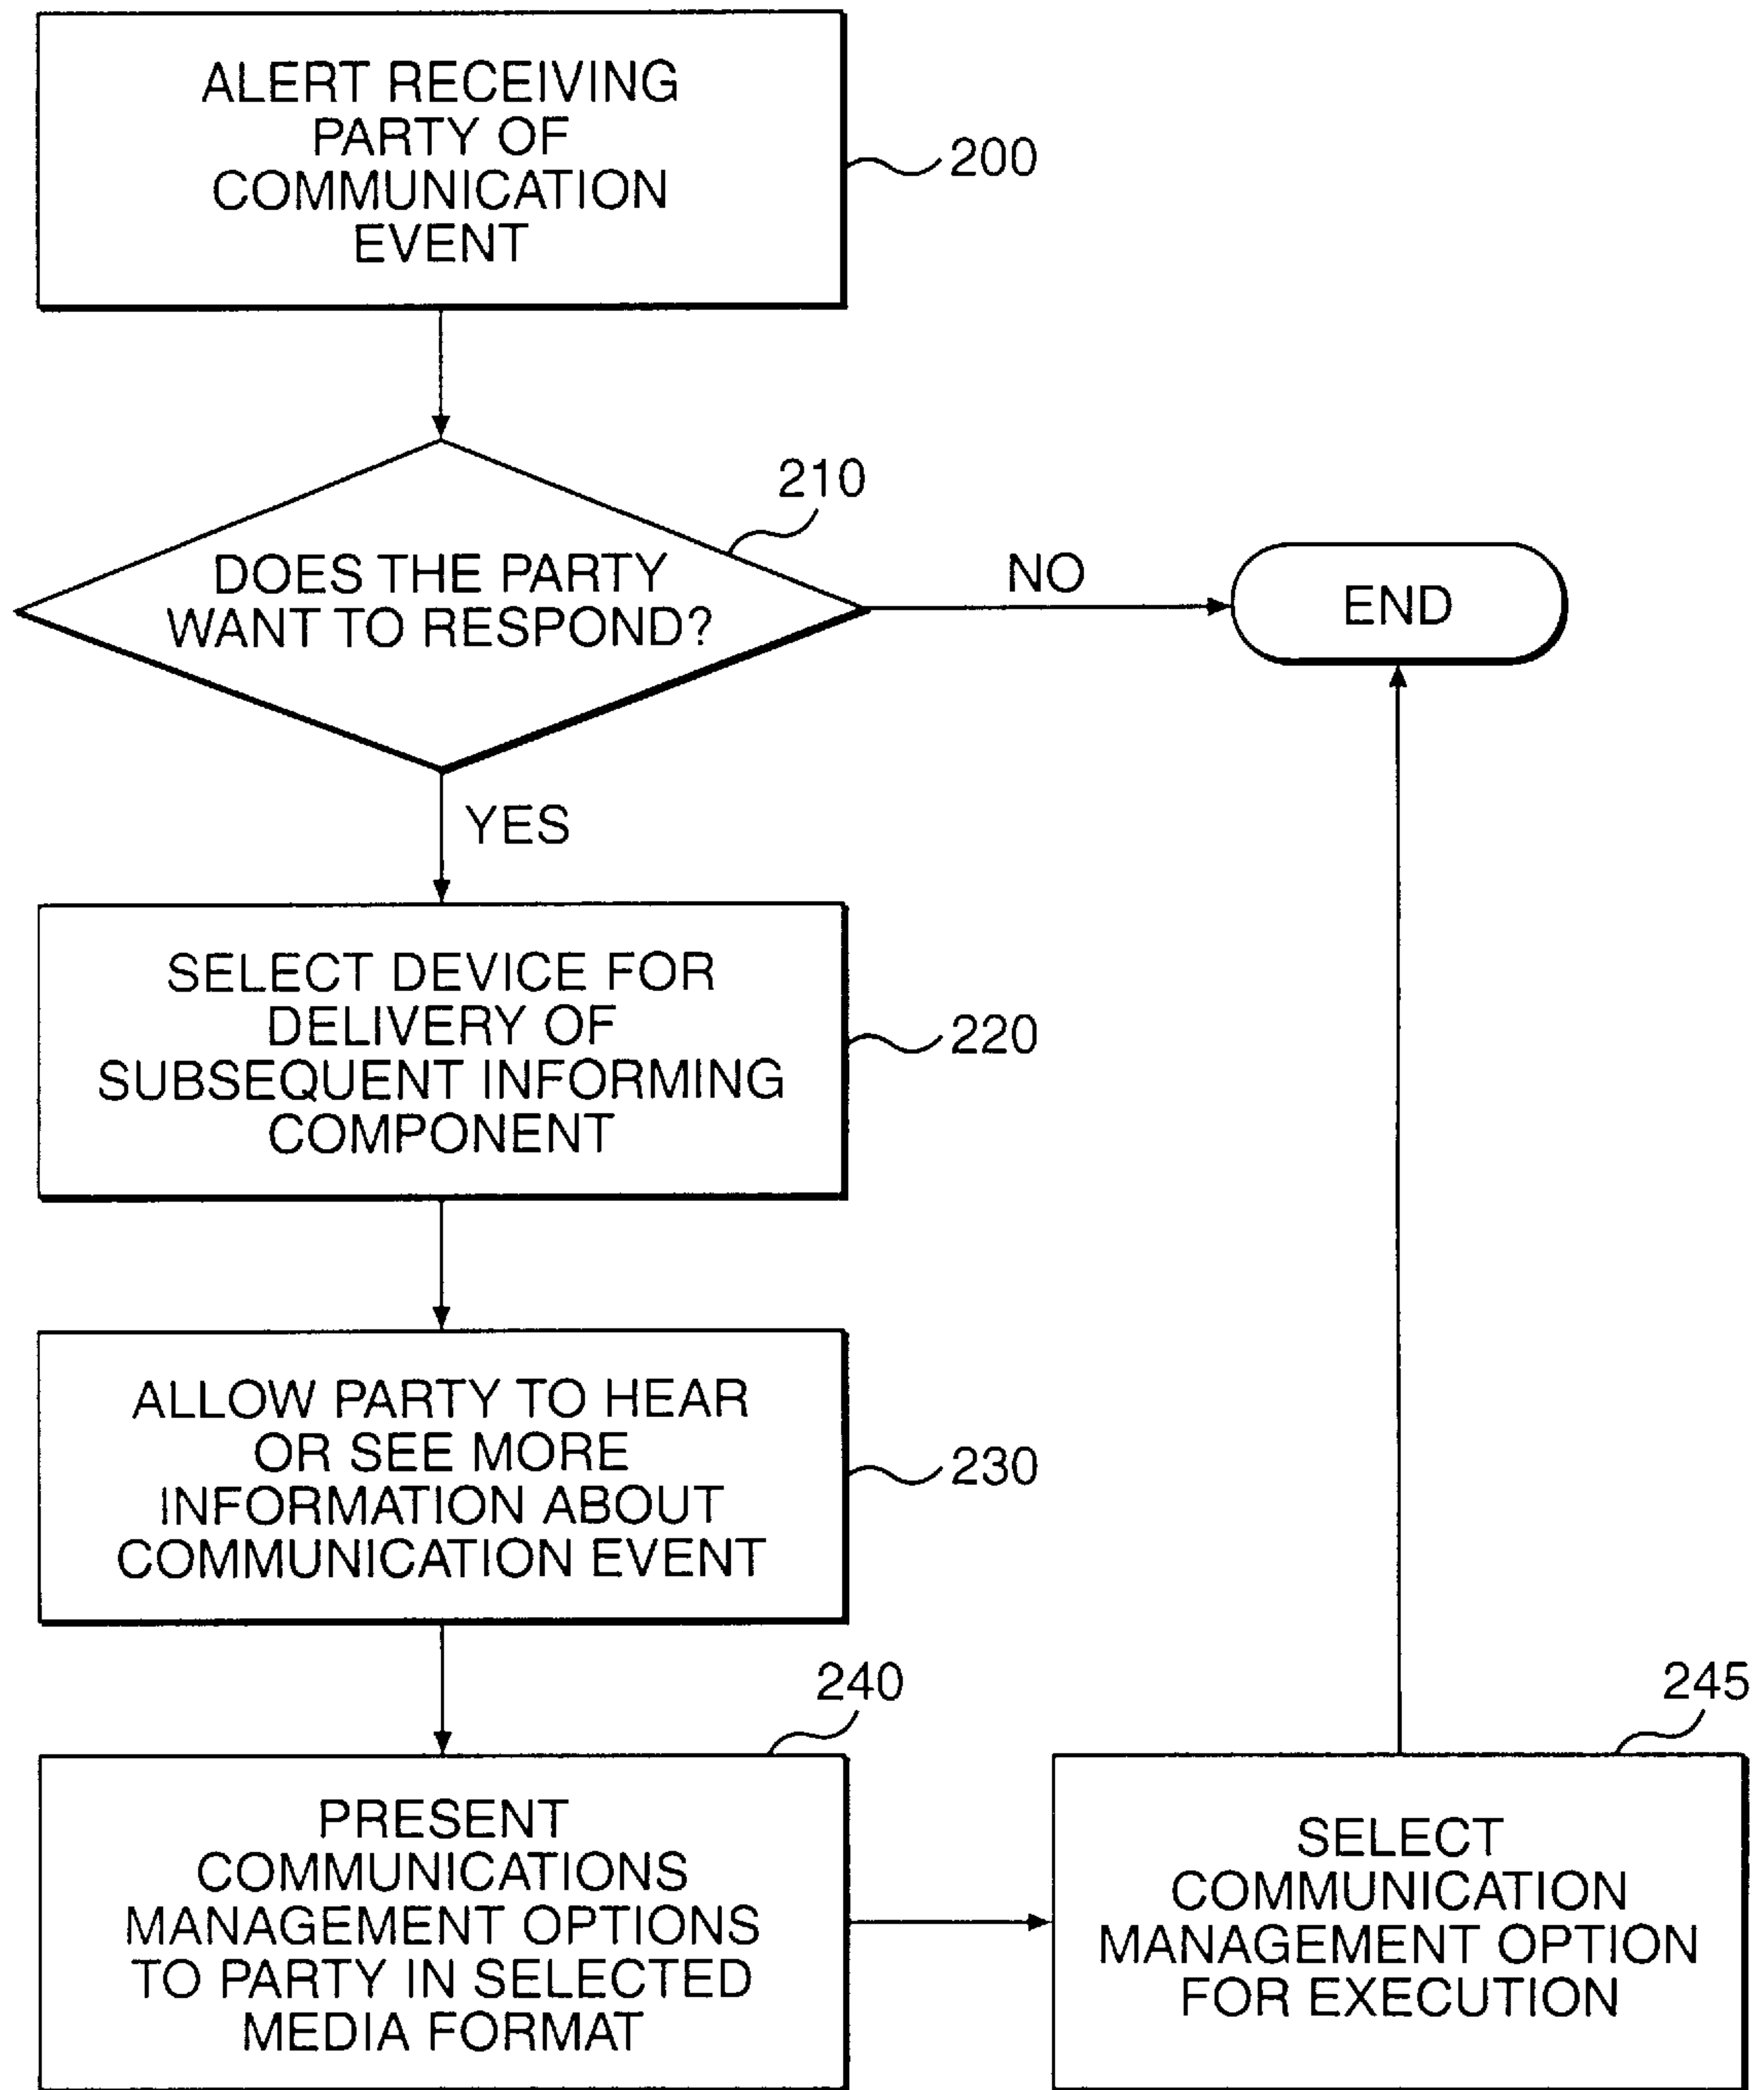 ALERT RECEIVING
PARTY OF
COMMUNICATION
EVENT
200
210
DOES THE PARTY
WANT TO RESPOND?
NO
END
YES
SELECT DEVICE FOR
DELIVERY OF
SUBSEQUENT INFORMING
COMPONENT
220
ALLOW PARTY TO HEAR
OR SEE MORE
INFORMATION ABOUT
COMMUNICATION EVENT
230
240
PRESENT
COMMUNICATIONS
MANAGEMENT OPTIONS
TO PARTY IN SELECTED
MEDIA FORMAT
245
SELECT
COMMUNICATION
MANAGEMENT OPTION
FOR EXECUTION